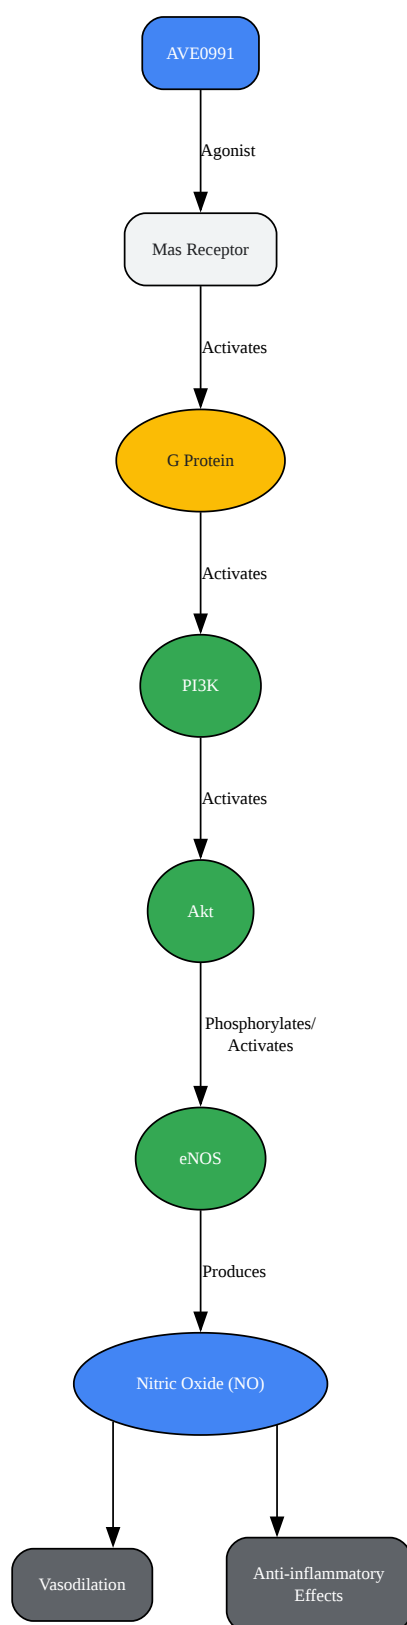 AVE0991
Agonist
Mas Receptor
Activates
G Protein
Activates
PI3K
Activates
Akt
Phosphorylates/
Activates
eNOS
Produces
Nitric Oxide (NO)
Vasodilation
Anti-inflammatory
Effects